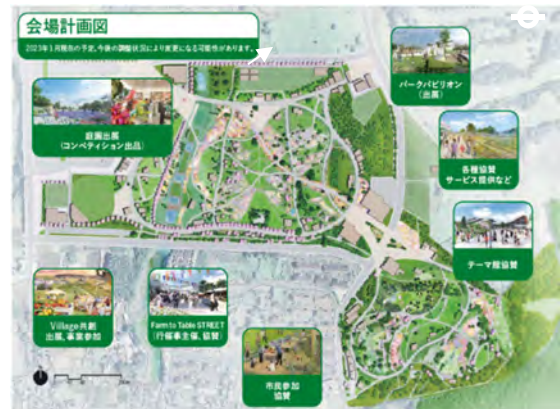 会場計画図
2023年1月現在の予定。今後の調整状況により変更になる可能性があります。
パークパビリオン
（出展）
庭園出展
（コンペティション出品）
各種協賛
サービス提供など
テーマ館協賛
Village共創
出展、事業参加
Farm to Table STREET
（行催事主催、協賛）
市民参加
協賛